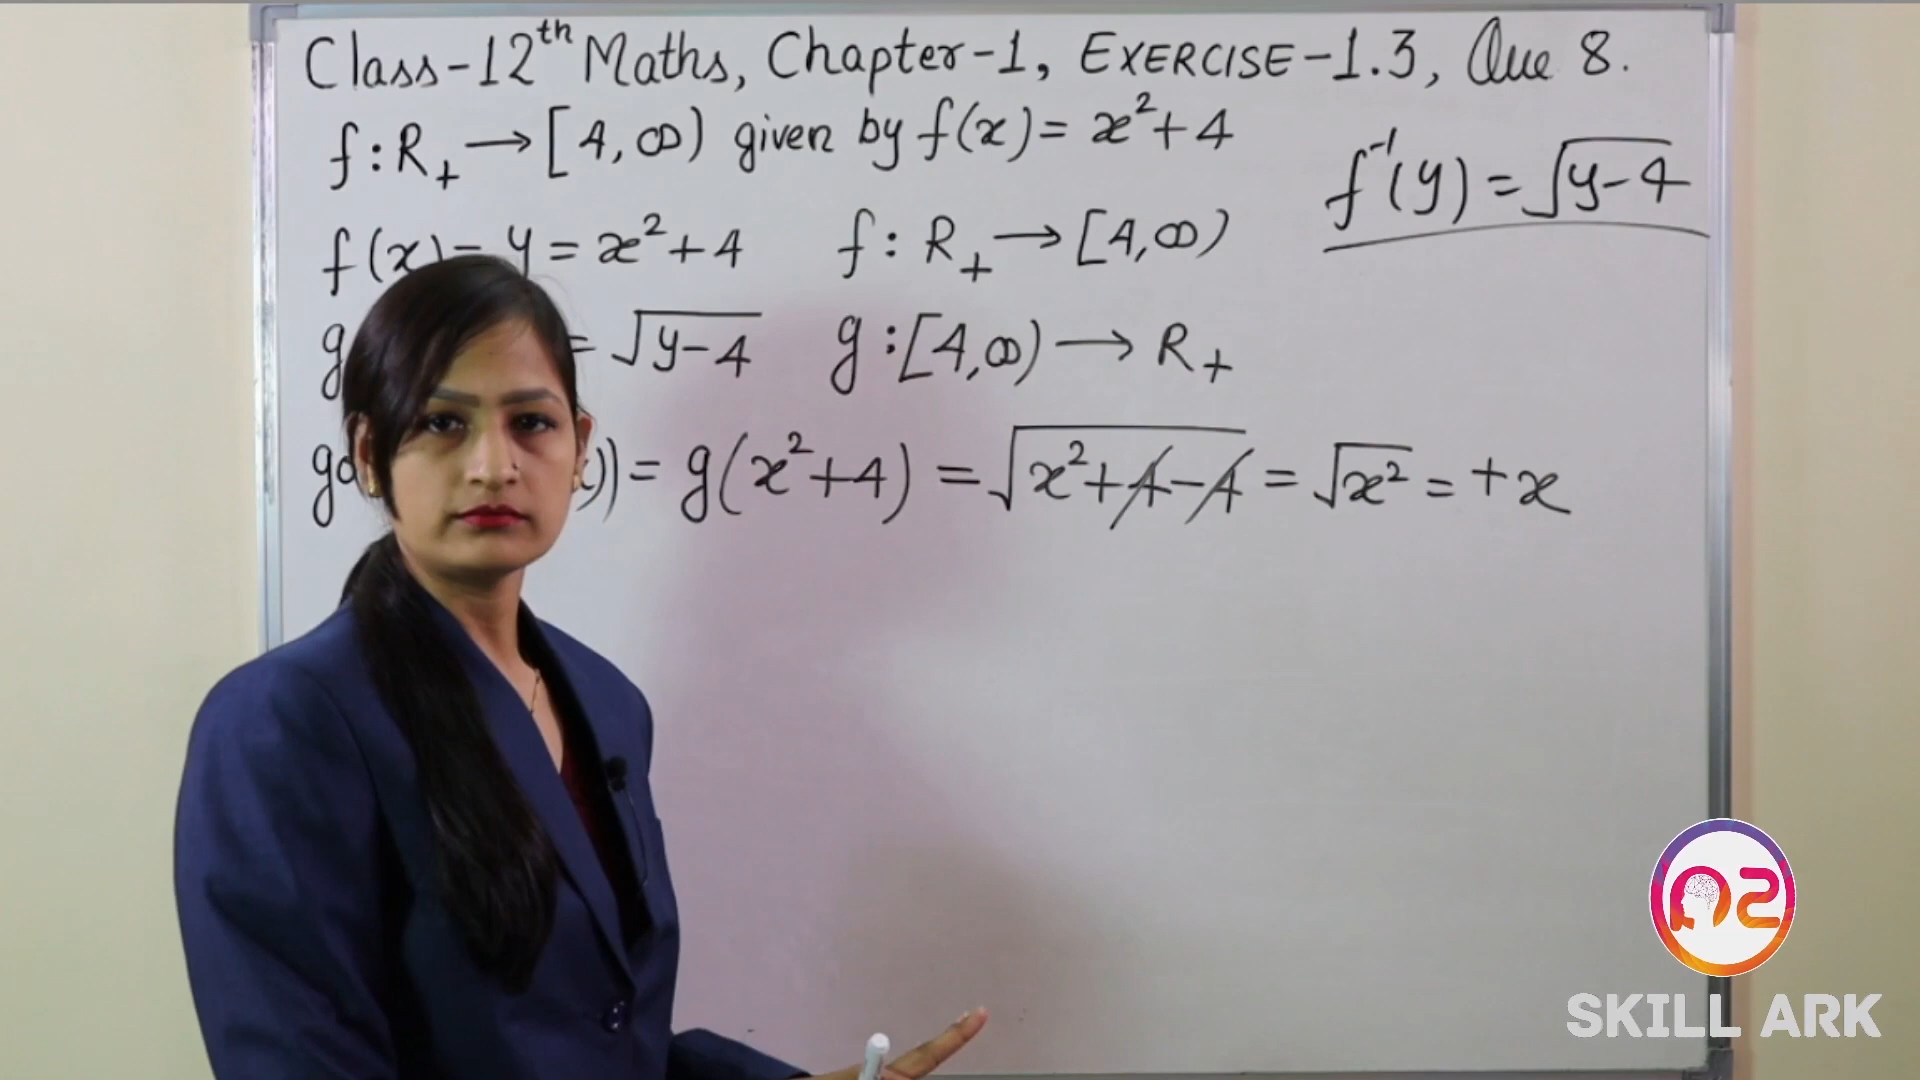 Class-12th Maths, Chapter-1, EXERCISE-1.3, Que 8.
f: R₊ → [4, ∞) given by f(x) = x² + 4
f⁻¹(y) = √(y-4)
f(x) = y = x² + 4 f: R₊ → [4, ∞)
g = √(y-4) g: [4, ∞) → R₊
go )) = g(x²+4) = √(x²+4-4) = √x² = +x
SKILL ARK